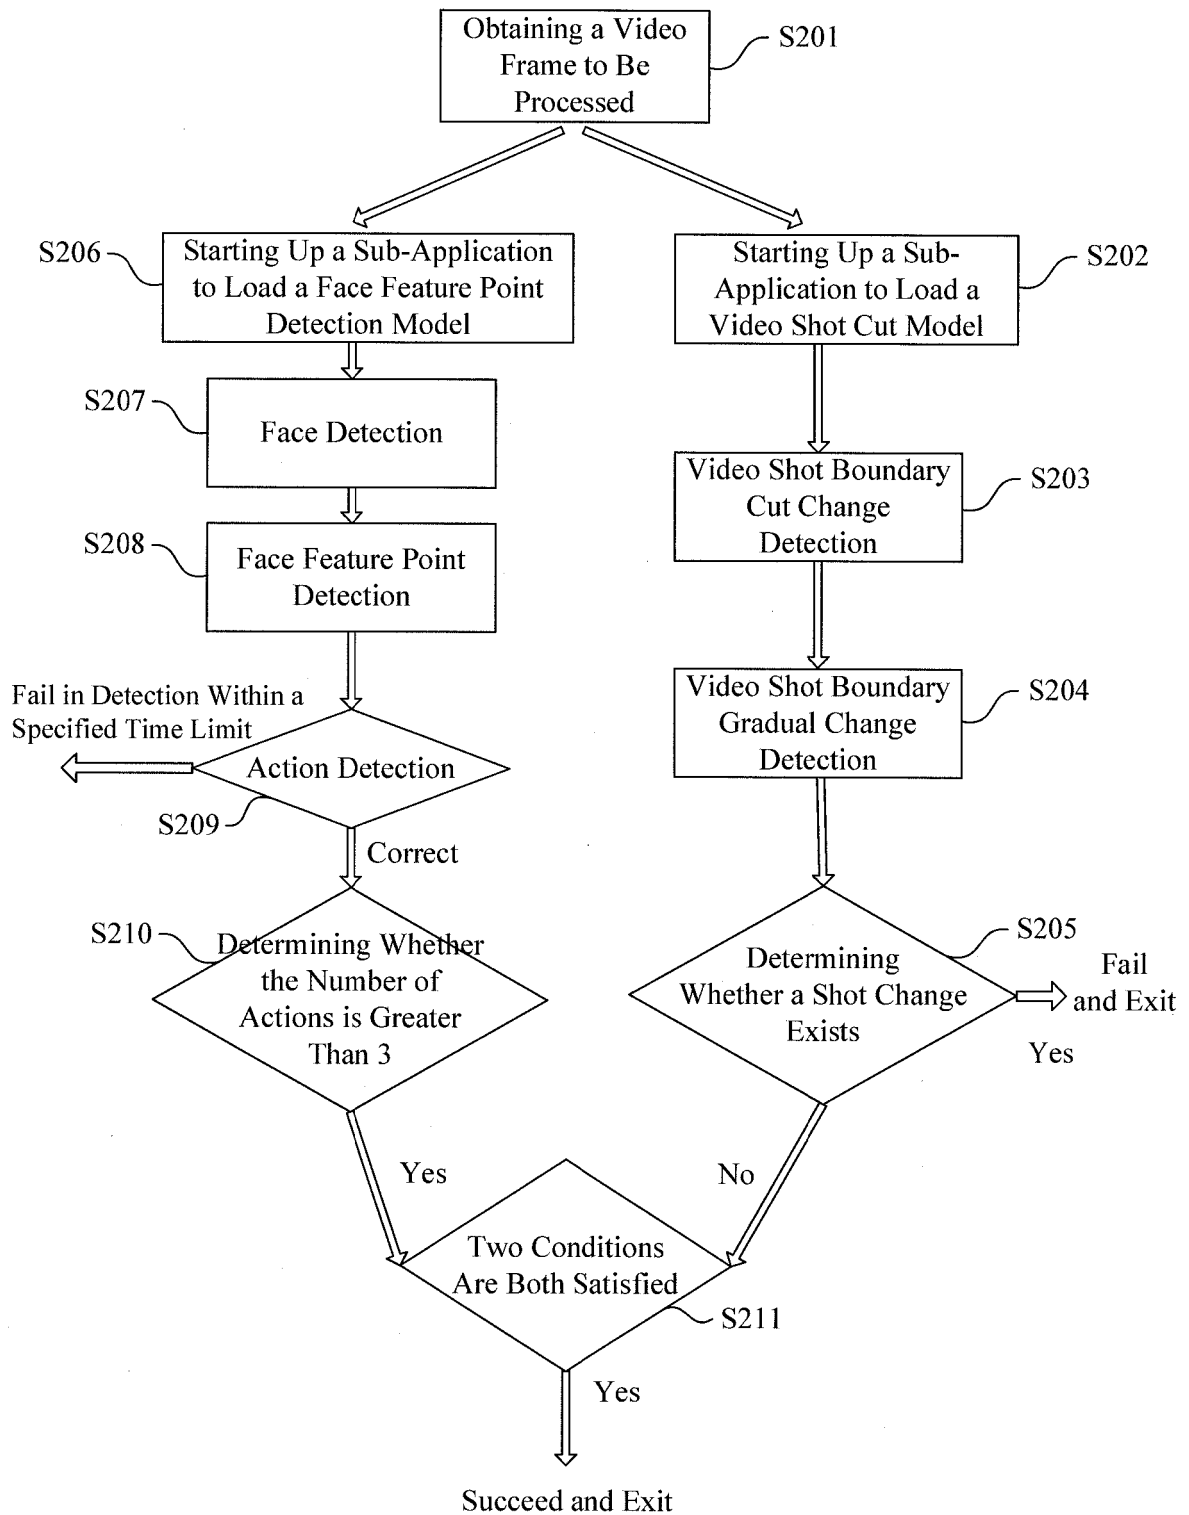 Obtaining a Video
Frame to Be
Processed
S201
S206
Starting Up a Sub-Application
to Load a Face Feature Point
Detection Model
Starting Up a Sub-
Application to Load a
Video Shot Cut Model
S202
S207
Face Detection
Video Shot Boundary
Cut Change
Detection
S203
S208
Face Feature Point
Detection
Fail in Detection Within a
Specified Time Limit
Video Shot Boundary
Gradual Change
Detection
S204
Action Detection
S209
Correct
S210
Determining Whether
the Number of
Actions is Greater
Than 3
Determining
Whether a Shot Change
Exists
S205
Fail
and Exit
Yes
Yes
No
Two Conditions
Are Both Satisfied
S211
Yes
Succeed and Exit